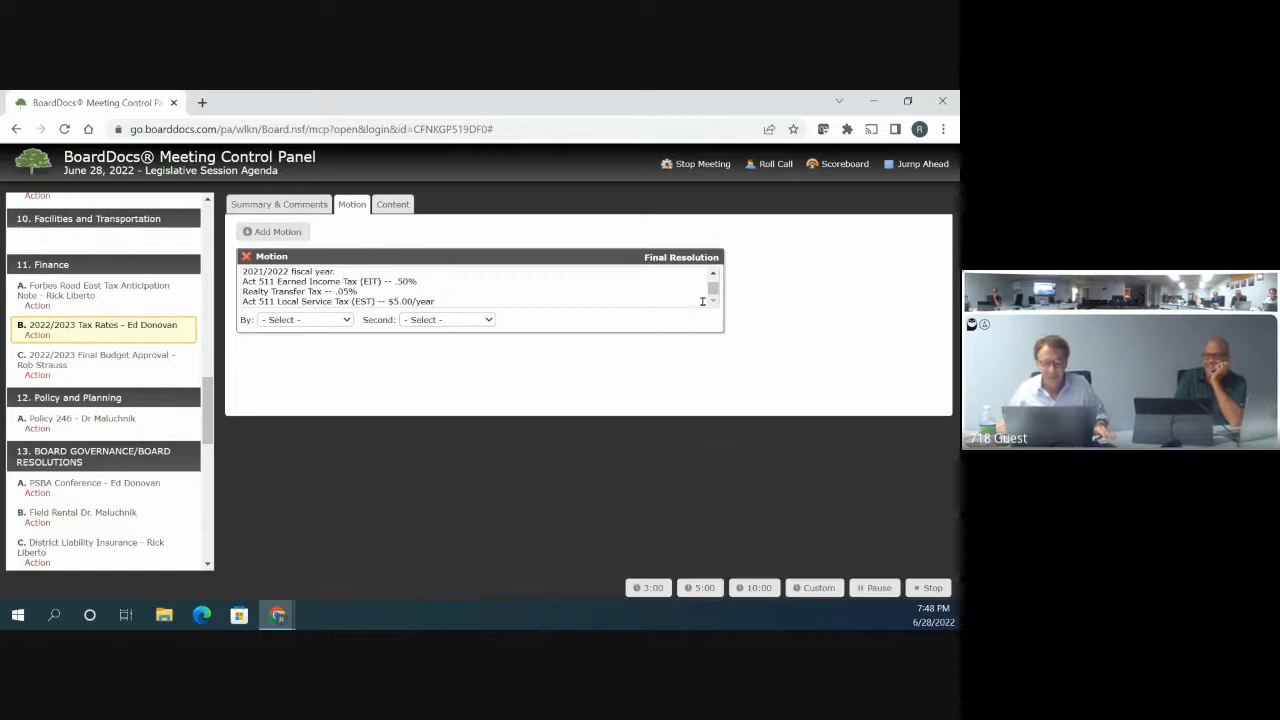 BoardDocs® Meeting Control Pa
go.boarddocs.com/pa/wlkn/Board.nsf/mcp?open&login&id=CFNKGP519DF0#
R
BoardDocs® Meeting Control Panel
June 28, 2022 - Legislative Session Agenda
Stop Meeting
Roll Call
Scoreboard
Jump Ahead
Action
10. Facilities and Transportation
11. Finance
A. Forbes Road East Tax Anticipation
Note - Rick Liberto
Action
B. 2022/2023 Tax Rates - Ed Donovan
Action
C. 2022/2023 Final Budget Approval -
Rob Strauss
Action
12. Policy and Planning
A. Policy 246 - Dr Maluchnik
Action
13. BOARD GOVERNANCE/BOARD
RESOLUTIONS
A. PSBA Conference - Ed Donovan
Action
B. Field Rental Dr. Maluchnik
Action
C. District Liability Insurance - Rick
Liberto
Action
Summary & Comments
Motion
Content
Add Motion
Motion
Final Resolution
2021/2022 fiscal year.
Act 511 Earned Income Tax (EIT) -- .50%
Realty Transfer Tax -- .05%
Act 511 Local Service Tax (EST) -- $5.00/year
By: - Select -
Second: - Select -
3:00
5:00
10:00
Custom
Pause
Stop
7:48 PM
6/28/2022
718 Guest